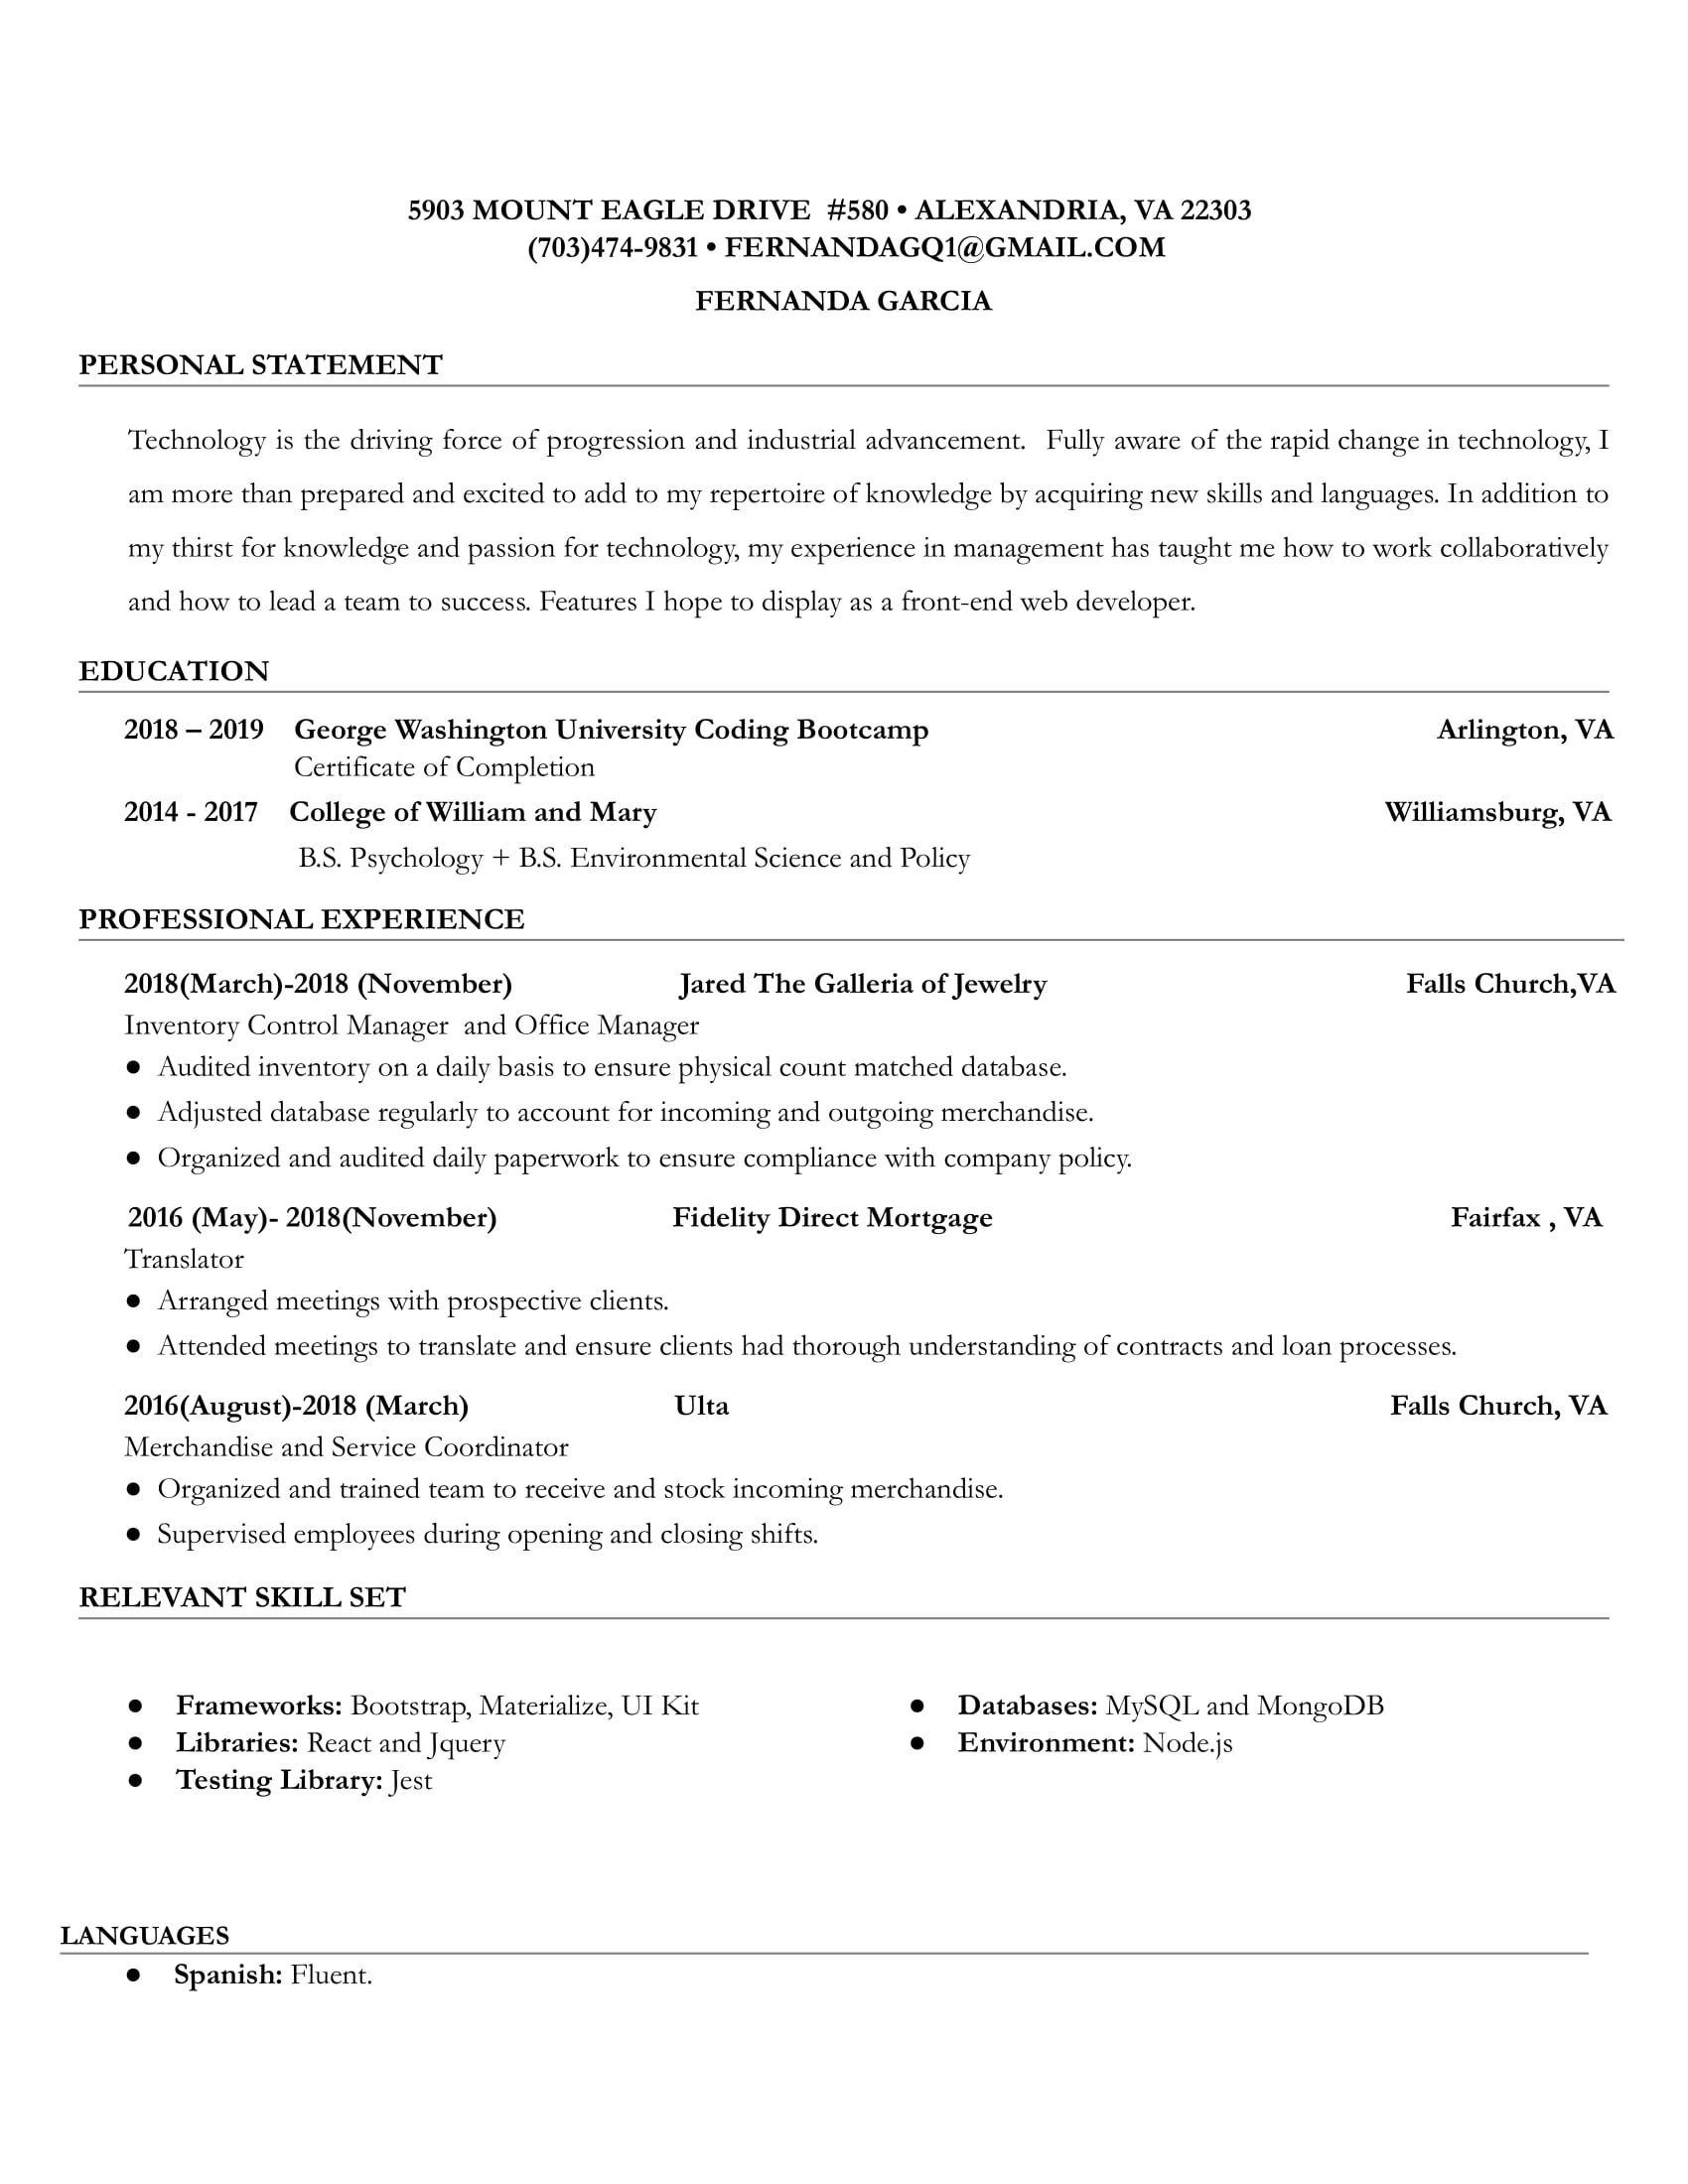 5903 MOUNT EAGLE DRIVE #580 • ALEXANDRIA, VA 22303
(703)474-9831 • FERNANDAGQ1@GMAIL.COM
FERNANDA GARCIA
PERSONAL STATEMENT
Technology is the driving force of progression and industrial advancement. Fully aware of the rapid change in technology, I
am more than prepared and excited to add to my repertoire of knowledge by acquiring new skills and languages. In addition to
my thirst for knowledge and passion for technology, my experience in management has taught me how to work collaboratively
and how to lead a team to success. Features I hope to display as a front-end web developer.
EDUCATION
2018 – 2019 George Washington University Coding Bootcamp Arlington, VA
Certificate of Completion
2014 - 2017 College of William and Mary Williamsburg, VA
B.S. Psychology + B.S. Environmental Science and Policy
PROFESSIONAL EXPERIENCE
2018(March)-2018 (November) Jared The Galleria of Jewelry Falls Church,VA
Inventory Control Manager and Office Manager
● Audited inventory on a daily basis to ensure physical count matched database.
● Adjusted database regularly to account for incoming and outgoing merchandise.
● Organized and audited daily paperwork to ensure compliance with company policy.
2016 (May)- 2018(November) Fidelity Direct Mortgage Fairfax , VA
Translator
● Arranged meetings with prospective clients.
● Attended meetings to translate and ensure clients had thorough understanding of contracts and loan processes.
2016(August)-2018 (March) Ulta Falls Church, VA
Merchandise and Service Coordinator
● Organized and trained team to receive and stock incoming merchandise.
● Supervised employees during opening and closing shifts.
RELEVANT SKILL SET
● Frameworks: Bootstrap, Materialize, UI Kit
● Libraries: React and Jquery
● Testing Library: Jest
● Databases: MySQL and MongoDB
● Environment: Node.js
LANGUAGES
● Spanish: Fluent.